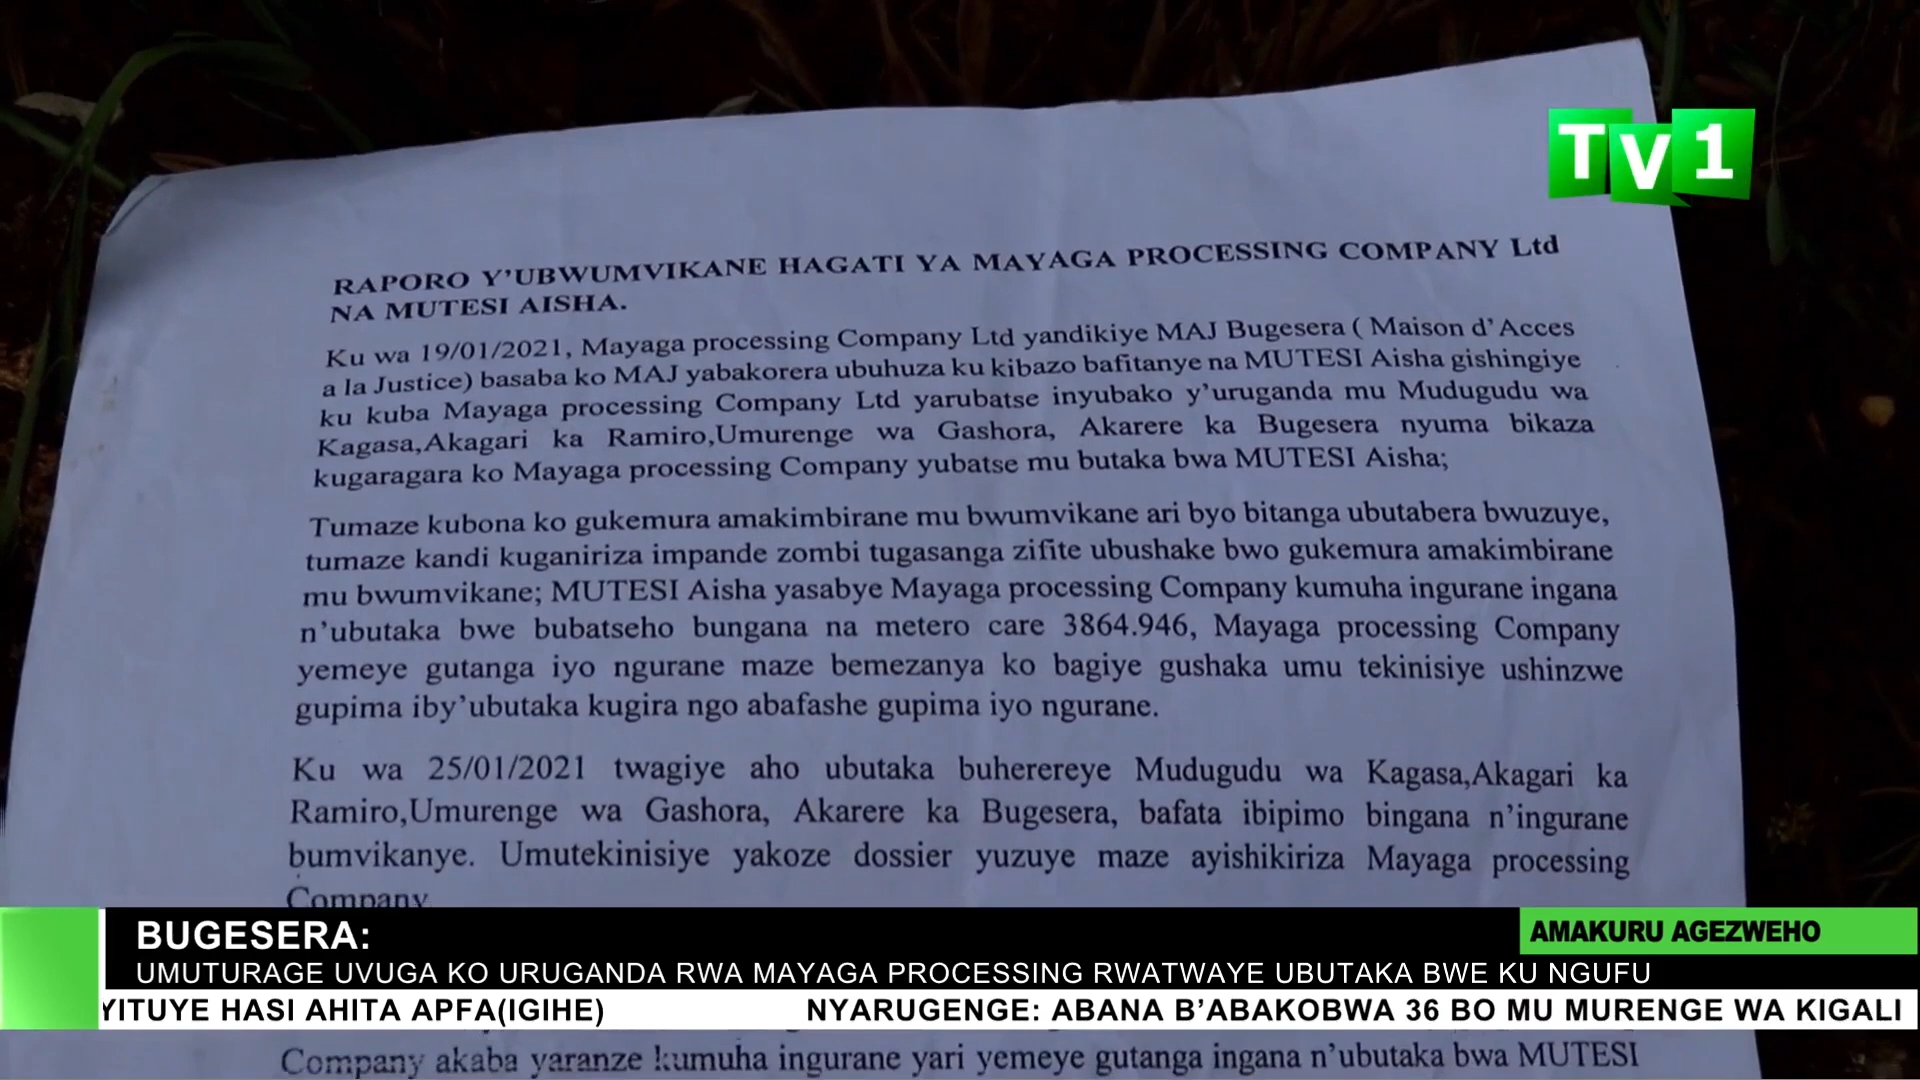 TV1
RAPORO Y'UBWUMVIKANE HAGATI YA MAYAGA PROCESSING COMPANY Ltd
NA MUTESI AISHA.
Ku wa 19/01/2021, Mayaga processing Company Ltd yandikiye MAJ Bugesera ( Maison d'Acces
a la Justice) basaba ko MAJ yabakorera ubuhuza ku kibazo bafitanye na MUTESI Aisha gishingiye
ku kuba Mayaga processing Company Ltd yarubatse inyubako y'uruganda mu Mudugudu wa
Kagasa,Akagari ka Ramiro,Umurenge wa Gashora, Akarere ka Bugesera nyuma bikaza
kugaragara ko Mayaga processing Company yubatse mu butaka bwa MUTESI Aisha;
Tumaze kubona ko gukemura amakimbirane mu bwumvikane ari byo bitanga ubutabera bwuzuye,
tumaze kandi kuganiriza impande zombi tugasanga zifite ubushake bwo gukemura amakimbirane
mu bwumvikane; MUTESI Aisha yasabye Mayaga processing Company kumuha ingurane ingana
n'ubutaka bwe bubatseho bungana na metero care 3864.946, Mayaga processing Company
yemeye gutanga iyo ngurane maze bemezanya ko bagiye gushaka umu tekinisiye ushinzwe
gupima iby'ubutaka kugira ngo abafashe gupima iyo ngurane.
Ku wa 25/01/2021 twagiye aho ubutaka buherereye Mudugudu wa Kagasa,Akagari ka
Ramiro,Umurenge wa Gashora, Akarere ka Bugesera, bafata ibipimo bingana n'ingurane
bumvikanye. Umutekinisiye yakoze dossier yuzuye maze ayishikiriza Mayaga processing
Company
BUGESERA:
AMAKURU AGEZWEHO
UMUTURAGE UVUGA KO URUGANDA RWA MAYAGA PROCESSING RWATWAYE UBUTAKA BWE KU NGUFU
YITUYE HASI AHITA APFA(IGIHE) NYARUGENGE: ABANA B'ABAKOBWA 36 BO MU MURENGE WA KIGALI
Company akaba yaranze kumuha ingurane yari yemeye gutanga ingana n'ubutaka bwa MUTESI